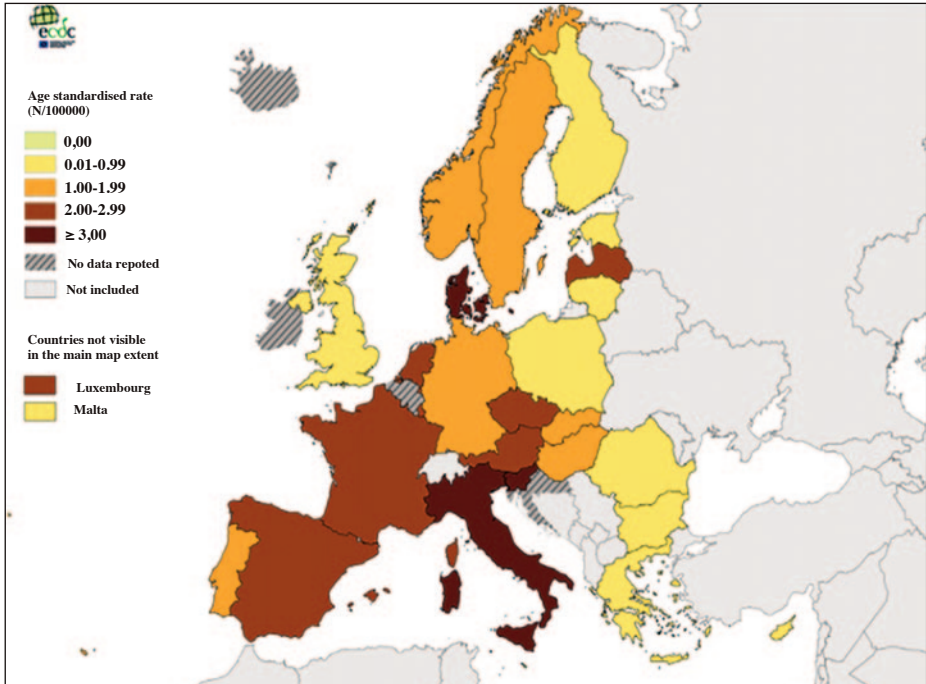 ecdc
Age standardised rate
(N/100000)
0,00
0.01-0.99
1.00-1.99
2.00-2.99
≥ 3,00
No data repoted
Not included
Countries not visible
in the main map extent
Luxembourg
Malta